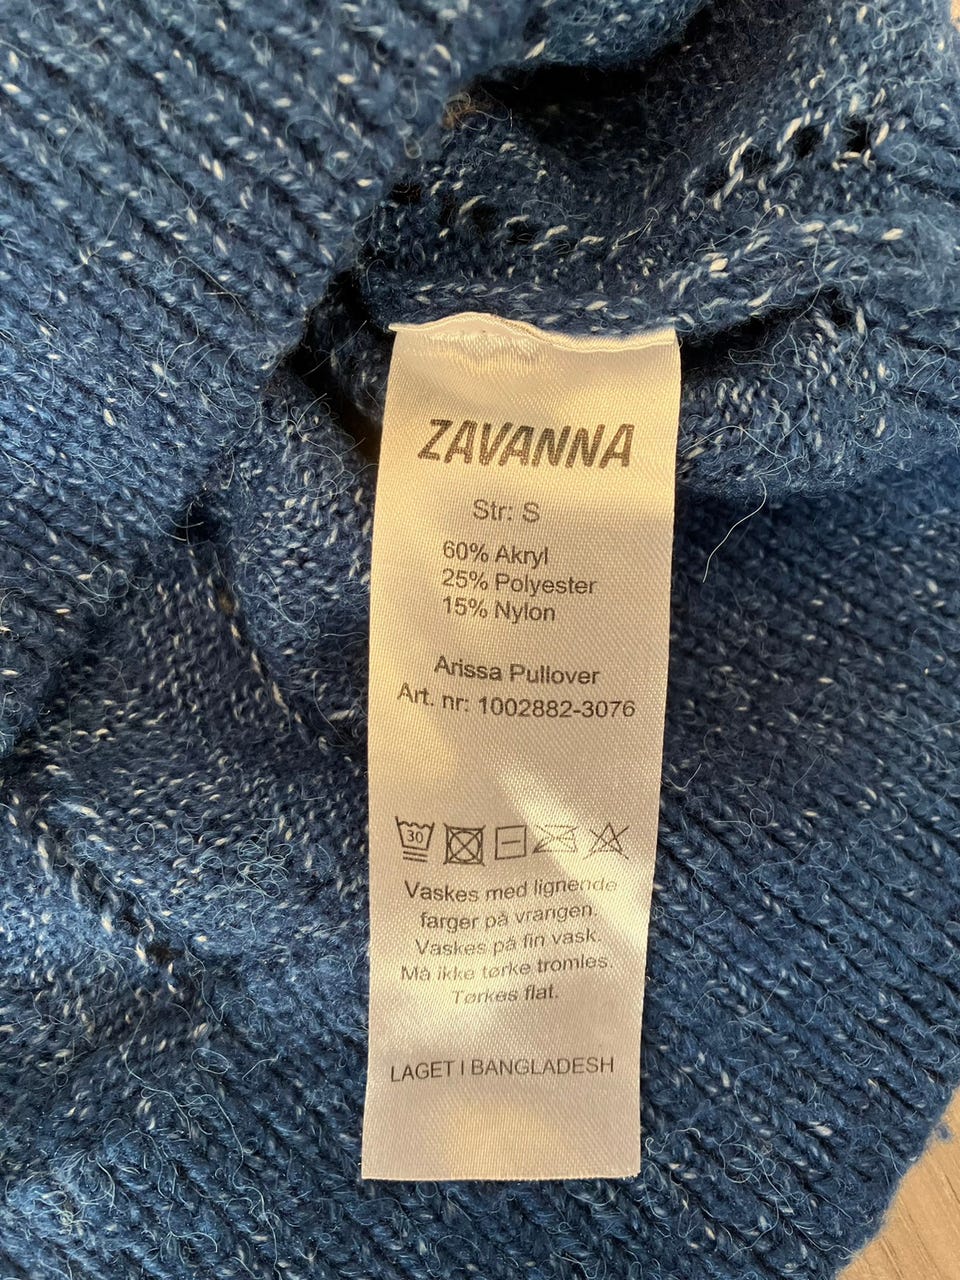 ZAVANNA
Str: S
60% Akryl
25% Polyester
15% Nylon
Arissa Pullover
Art. nr: 1002882-3076
30
Vaskes med lignende
farger på vrangen.
Vaskes på fin vask.
Må ikke tørke tromles.
Tørkes flat.
LAGET I BANGLADESH